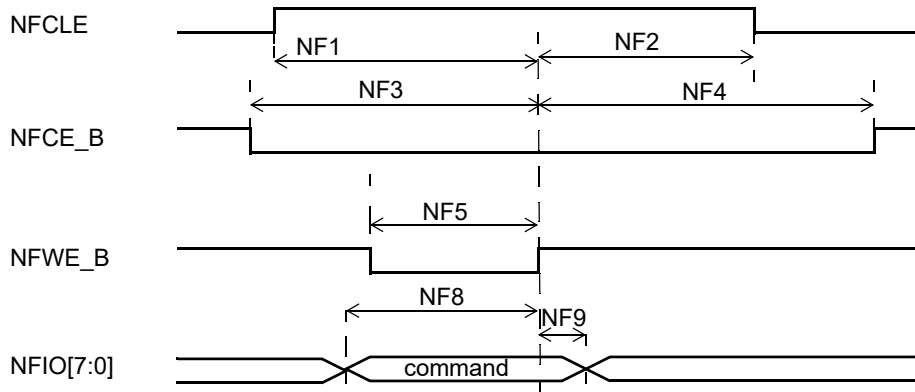 NFCLE
NF1
NF2
NF3
NF4
NFCE_B
NF5
NFWE_B
NF8
NF9
NFIO[7:0]
command